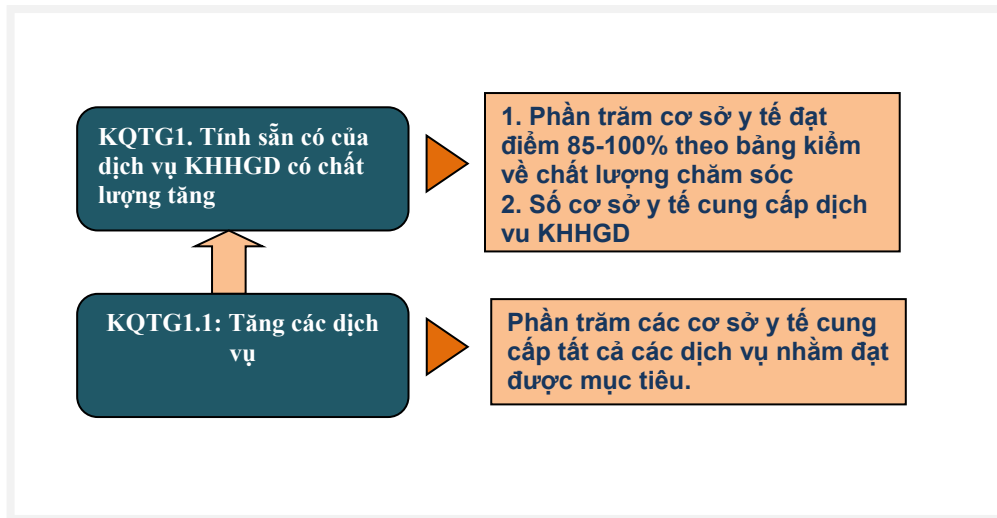 KQTG1. Tính sẵn có của
dịch vụ KHHGD có chất
lượng tăng
1. Phần trăm cơ sở y tế đạt
điểm 85-100% theo bảng kiểm
về chất lượng chăm sóc
2. Số cơ sở y tế cung cấp dịch
vu KHHGD
KQTG1.1: Tăng các dịch
vụ
Phần trăm các cơ sở y tế cung
cấp tất cả các dịch vụ nhằm đạt
được mục tiêu.